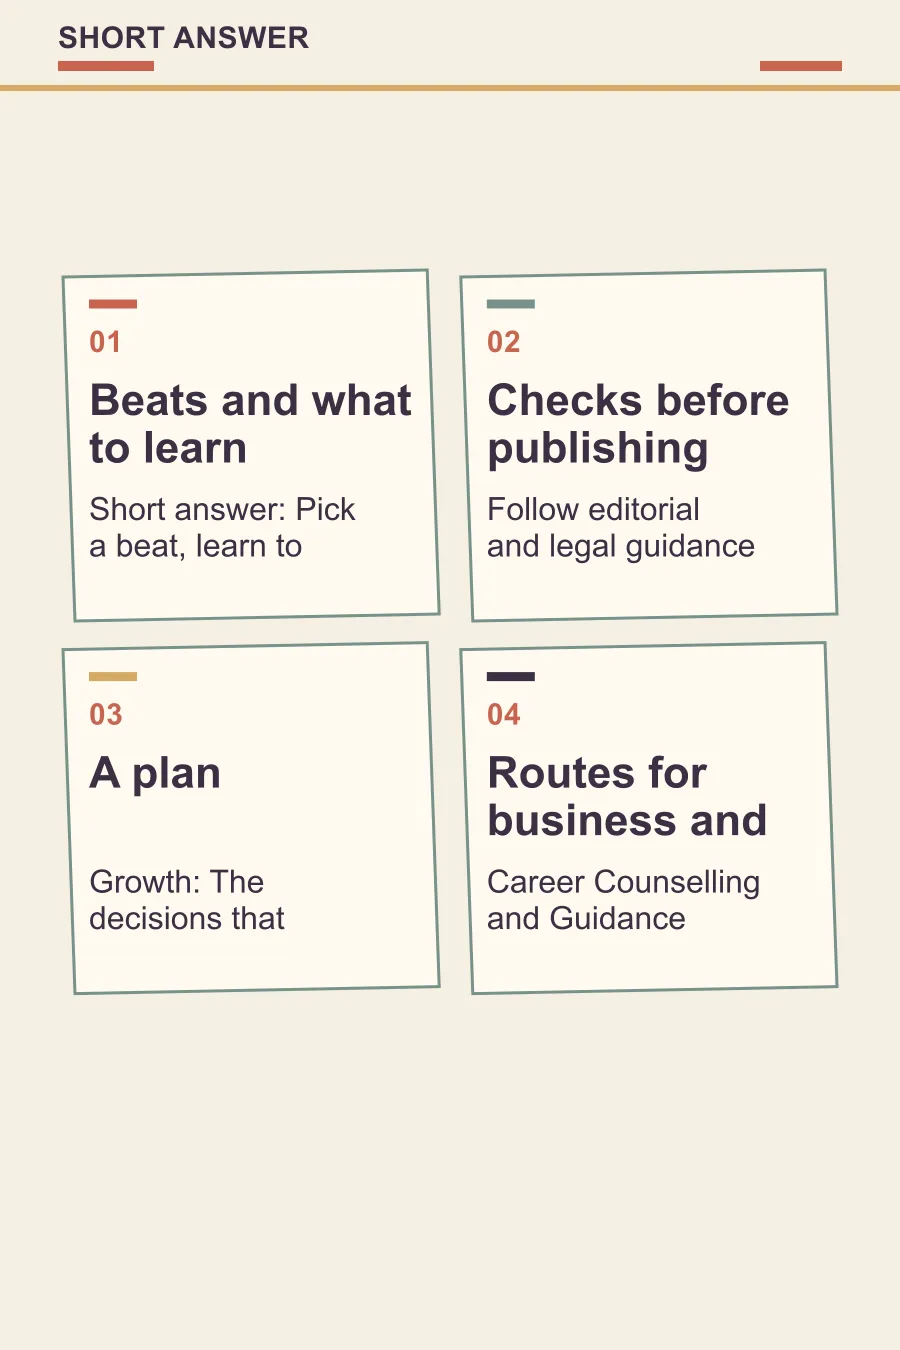 SHORT ANSWER
01
Beats and what
to learn
Short answer: Pick
a beat, learn to
02
Checks before
publishing
Follow editorial
and legal guidance
03
A plan
Growth: The
decisions that
04
Routes for
business and
Career Counselling
and Guidance